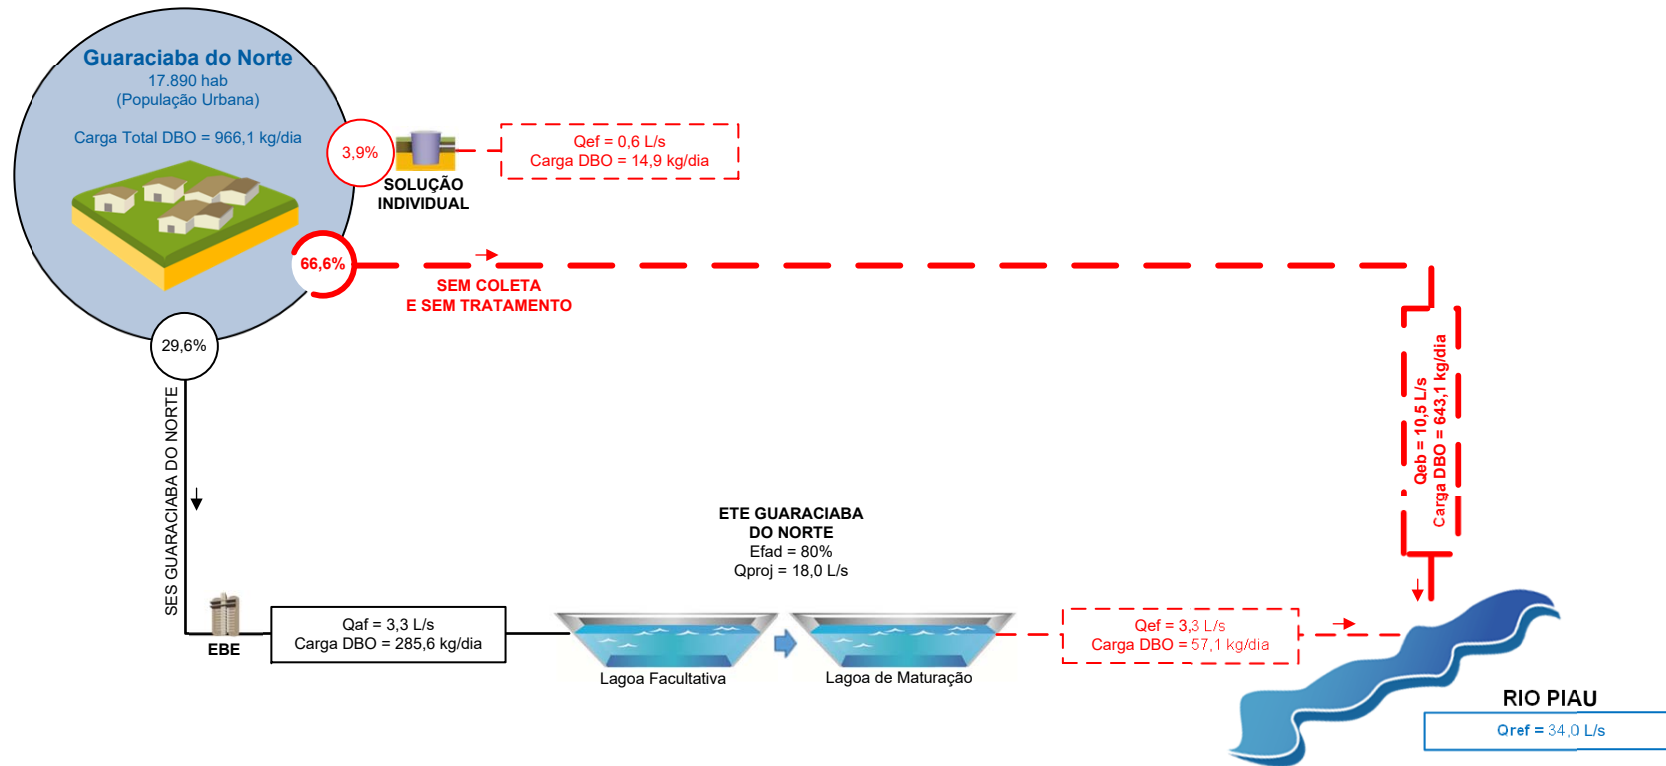 Guaraciaba do Norte
17.890 hab
(População Urbana)
Carga Total DBO = 966,1 kg/dia
3,9%
SOLUÇÃO
INDIVIDUAL
Qef = 0,6 L/s
Carga DBO = 14,9 kg/dia
66,6%
SEM COLETA
E SEM TRATAMENTO
29,6%
SES GUARACIABA DO NORTE
Qeb = 10,5 L/s
Carga DBO = 643,1 kg/dia
ETE GUARACIABA
DO NORTE
Efad = 80%
Qproj = 18,0 L/s
EBE
Qaf = 3,3 L/s
Carga DBO = 285,6 kg/dia
Lagoa Facultativa
Lagoa de Maturação
Qef = 3,3 L/s
Carga DBO = 57,1 kg/dia
RIO PIAU
Qref = 34,0 L/s